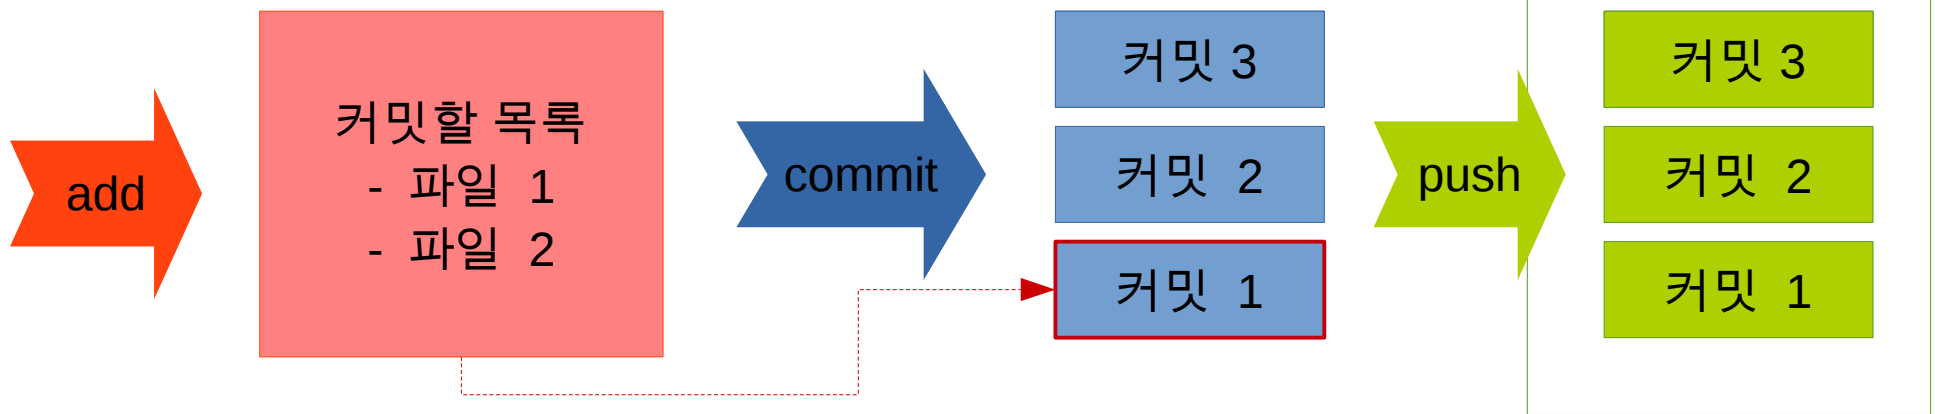 add
커밋할 목록
- 파일 1
- 파일 2
commit
커밋 3
커밋 2
커밋 1
push
커밋 3
커밋 2
커밋 1